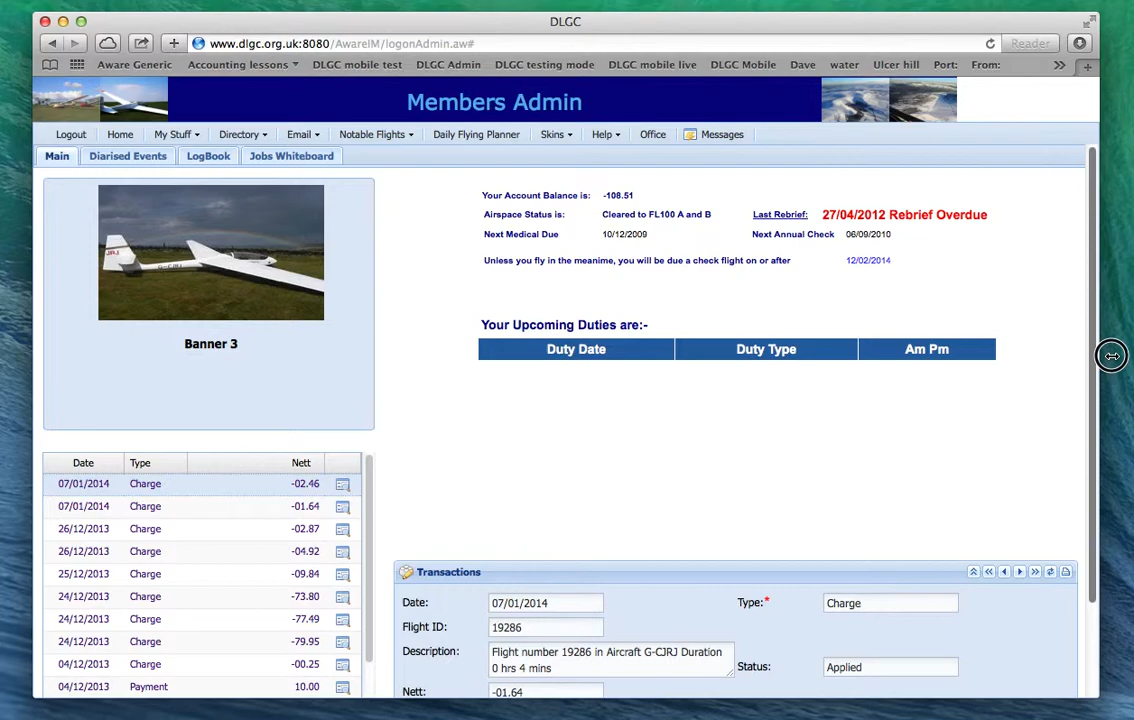 DLGC
www.dlgc.org.uk:8080/AwareIM/logonAdmin.aw#
Reader
Aware Generic Accounting lessons DLGC mobile test DLGC Admin DLGC testing mode DLGC mobile live DLGC Mobile Dave water Ulcer hill Port: From: >>
Members Admin
Logout Home My Stuff Directory Email Notable Flights Daily Flying Planner Skins Help Office Messages
Main Diarised Events LogBook Jobs Whiteboard
Your Account Balance is: -108.51
Airspace Status is: Cleared to FL100 A and B Last Rebrief: 27/04/2012 Rebrief Overdue
Next Medical Due 10/12/2009 Next Annual Check 06/09/2010
Unless you fly in the meanime, you will be due a check flight on or after 12/02/2014
Banner 3
Your Upcoming Duties are:-
Duty Date Duty Type Am Pm
Date Type Nett
07/01/2014 Charge -02.46
07/01/2014 Charge -01.64
26/12/2013 Charge -02.87
26/12/2013 Charge -04.92
25/12/2013 Charge -09.84
24/12/2013 Charge -73.80
24/12/2013 Charge -77.49
24/12/2013 Charge -79.95
04/12/2013 Charge -00.25
04/12/2013 Payment 10.00
Transactions
Date: 07/01/2014 Type:* Charge
Flight ID: 19286
Description: Flight number 19286 in Aircraft G-CJRJ Duration
0 hrs 4 mins
Status: Applied
Nett: -01.64